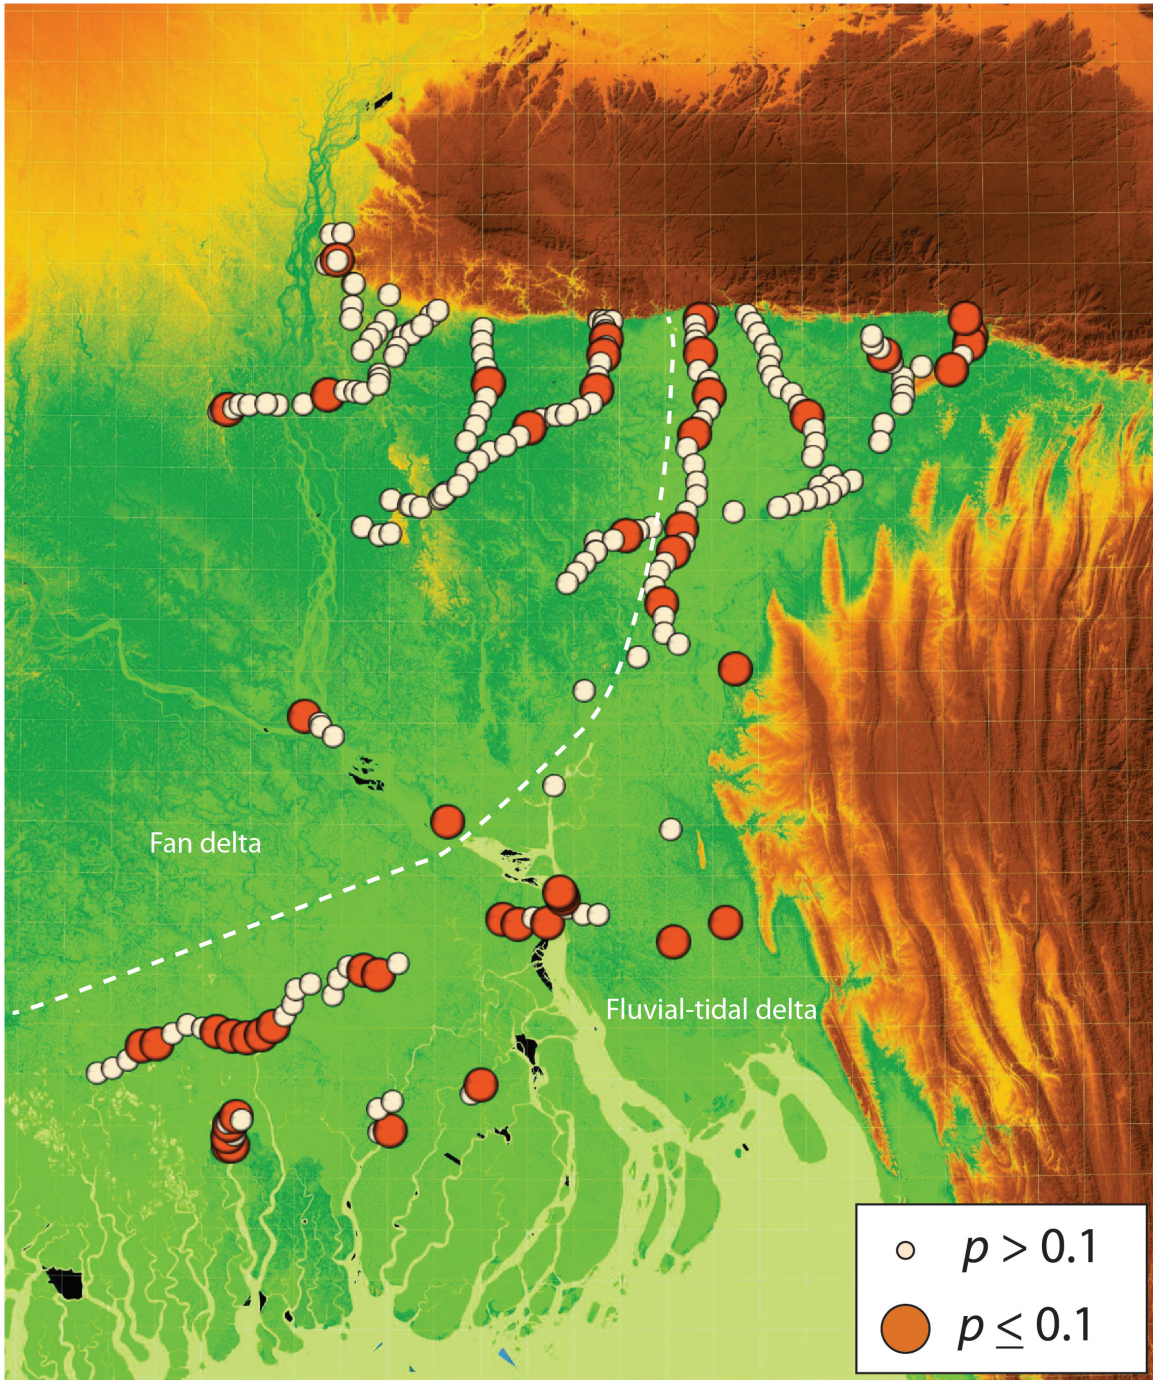 Fan delta
Fluvial-tidal delta
p > 0.1
p ≤ 0.1